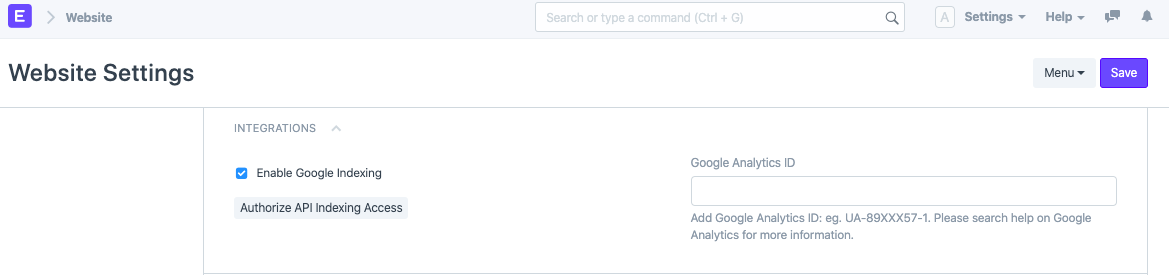 E
Website
Search or type a command (Ctrl + G)
A
Settings
Help
Website Settings
Menu
Save
INTEGRATIONS
Enable Google Indexing
Authorize API Indexing Access
Google Analytics ID
Add Google Analytics ID: eg. UA-89XXX57-1. Please search help on Google
Analytics for more information.